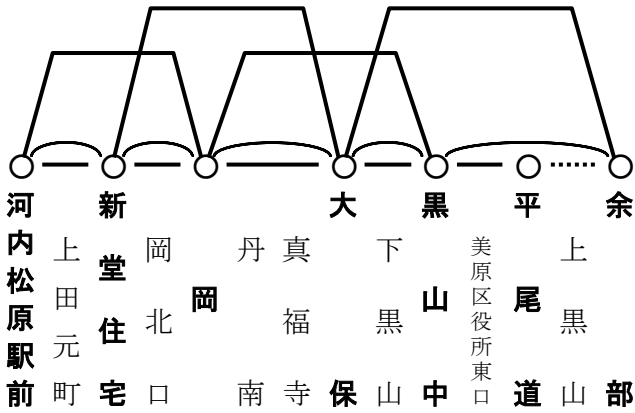 河内松原駅前
上田元町
新堂住宅
岡北口
岡
丹南
真福寺
大保
下黒山
黒山中
美原区役所東口
平尾道
上黒山
余部